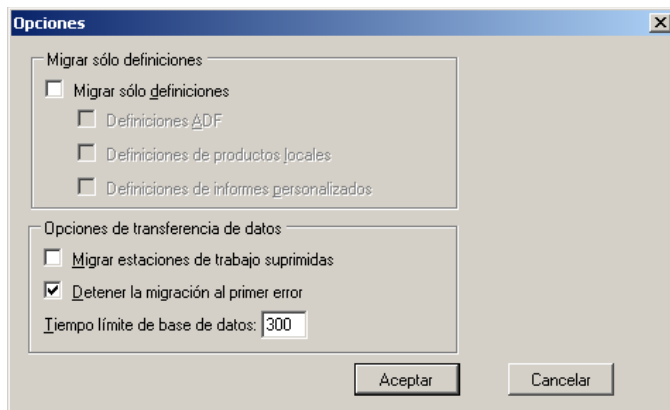 Opciones
Migrar sólo definiciones
Migrar sólo definiciones
Definiciones ADF
Definiciones de productos locales
Definiciones de informes personalizados
Opciones de transferencia de datos
Migrar estaciones de trabajo suprimidas
Detener la migración al primer error
Tiempo límite de base de datos: 300
Aceptar Cancelar